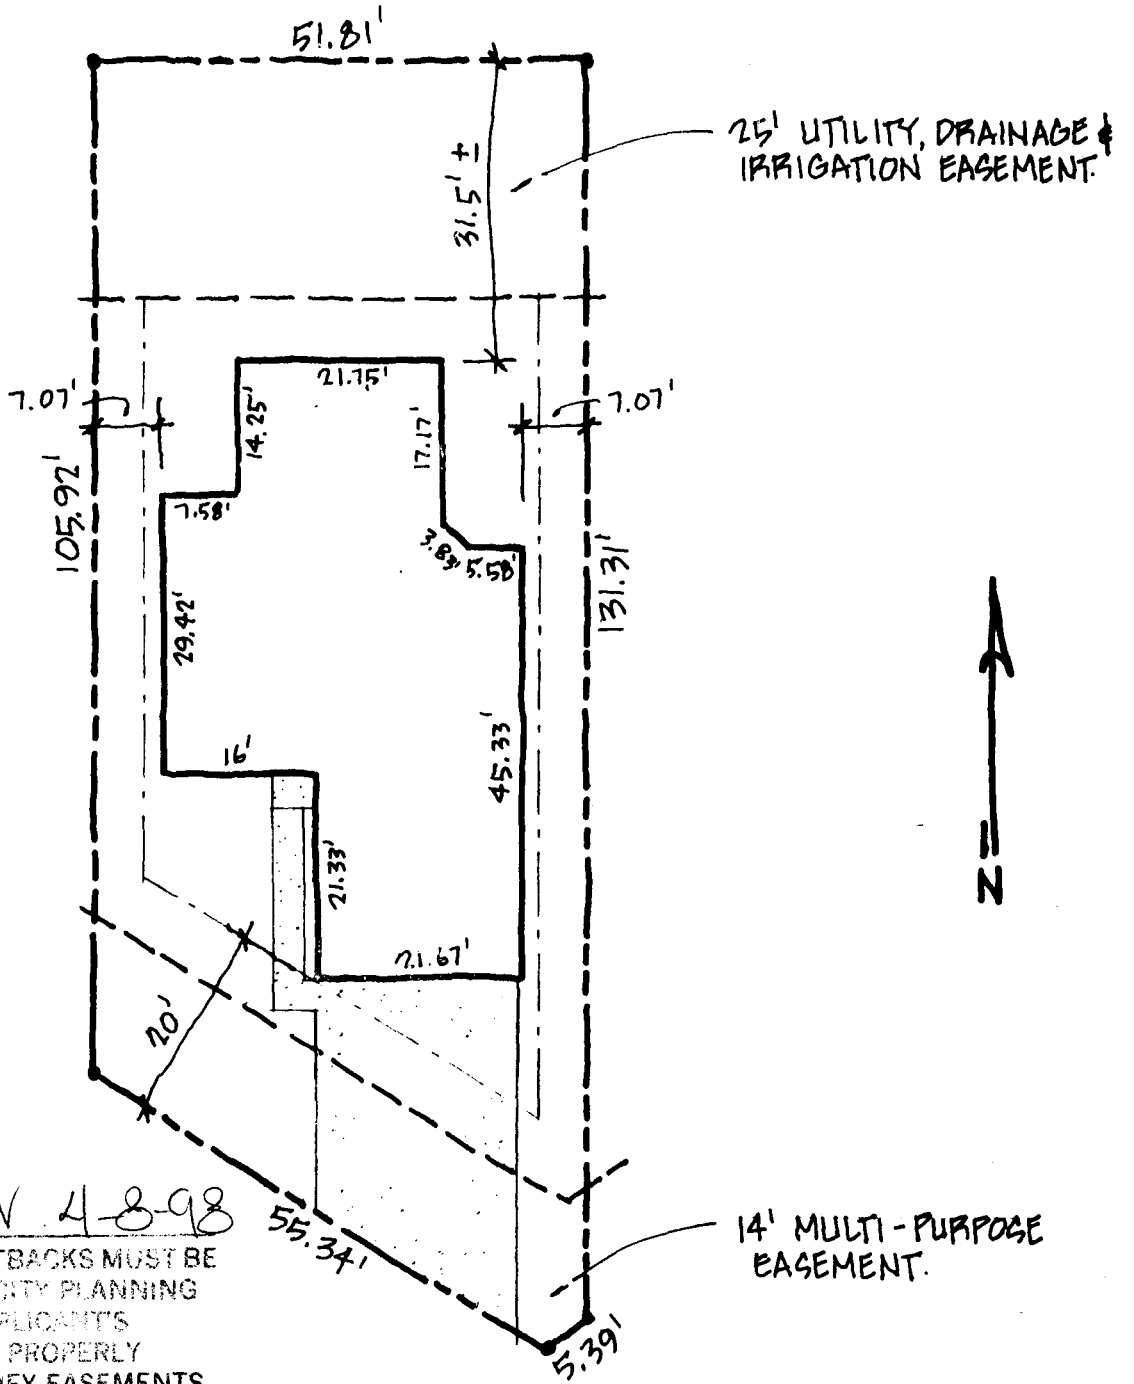 51.81'
25' UTILITY, DRAINAGE &
IRRIGATION EASEMENT.
31.5' ±
7.07'
21.75'
7.07'
14.25'
17.17'
105.92'
7.58'
3.83'
5.58'
131.31'
29.42'
16'
45.33'
21.33'
N
21.67'
20'
4-8-98
BACKS MUST BE
CITY PLANNING
PLICANT'S
PROPERLY
EASEMENTS
55.34'
14' MULTI-PURPOSE
EASEMENT.
5.39'